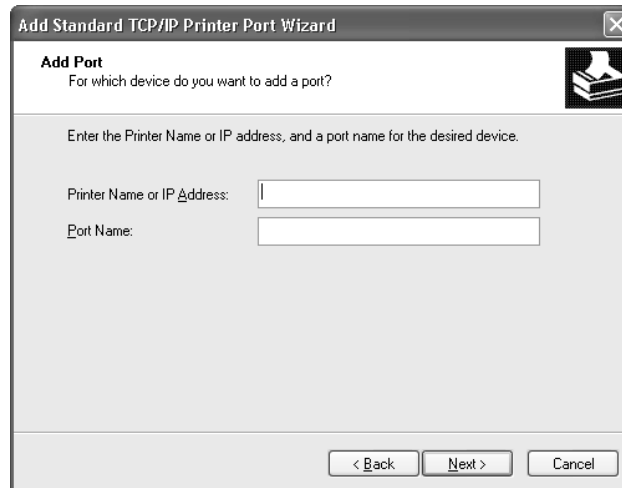 Add Standard TCP/IP Printer Port Wizard
Add Port
For which device do you want to add a port?
Enter the Printer Name or IP address, and a port name for the desired device.
Printer Name or IP Address:
Port Name:
< Back Next > Cancel